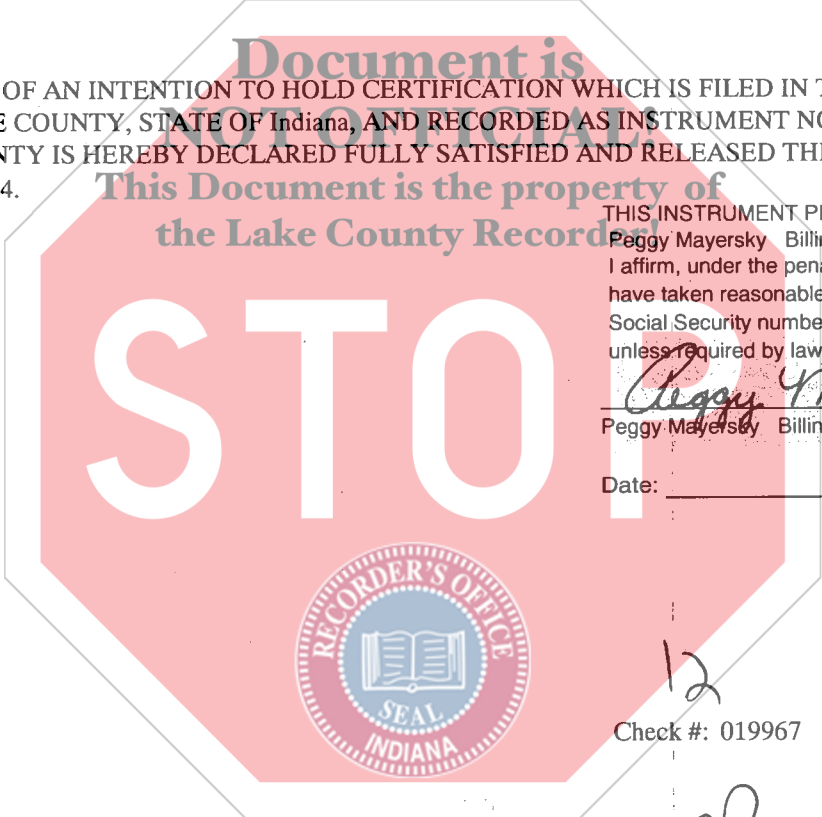 Document is
OF AN INTENTION TO HOLD CERTIFICATION WHICH IS FILED IN
NOT OFFICIAL!
COUNTY, STATE OF Indiana, AND RECORDED AS INSTRUMENT NO
NTY IS HEREBY DECLARED FULLY SATISFIED AND RELEASED
4.
This Document is the property of
the Lake County Recorder!
THIS INSTRUMENT
Peggy Mayersky Billin
I affirm, under the pena
have taken reasonable
Social Security numbe
unless required by law
Peggy
Peggy Mayersky Billin
Date:
STOP
RECORDER'S OFFICE
SEAL
INDIANA
12
Check #: 019967